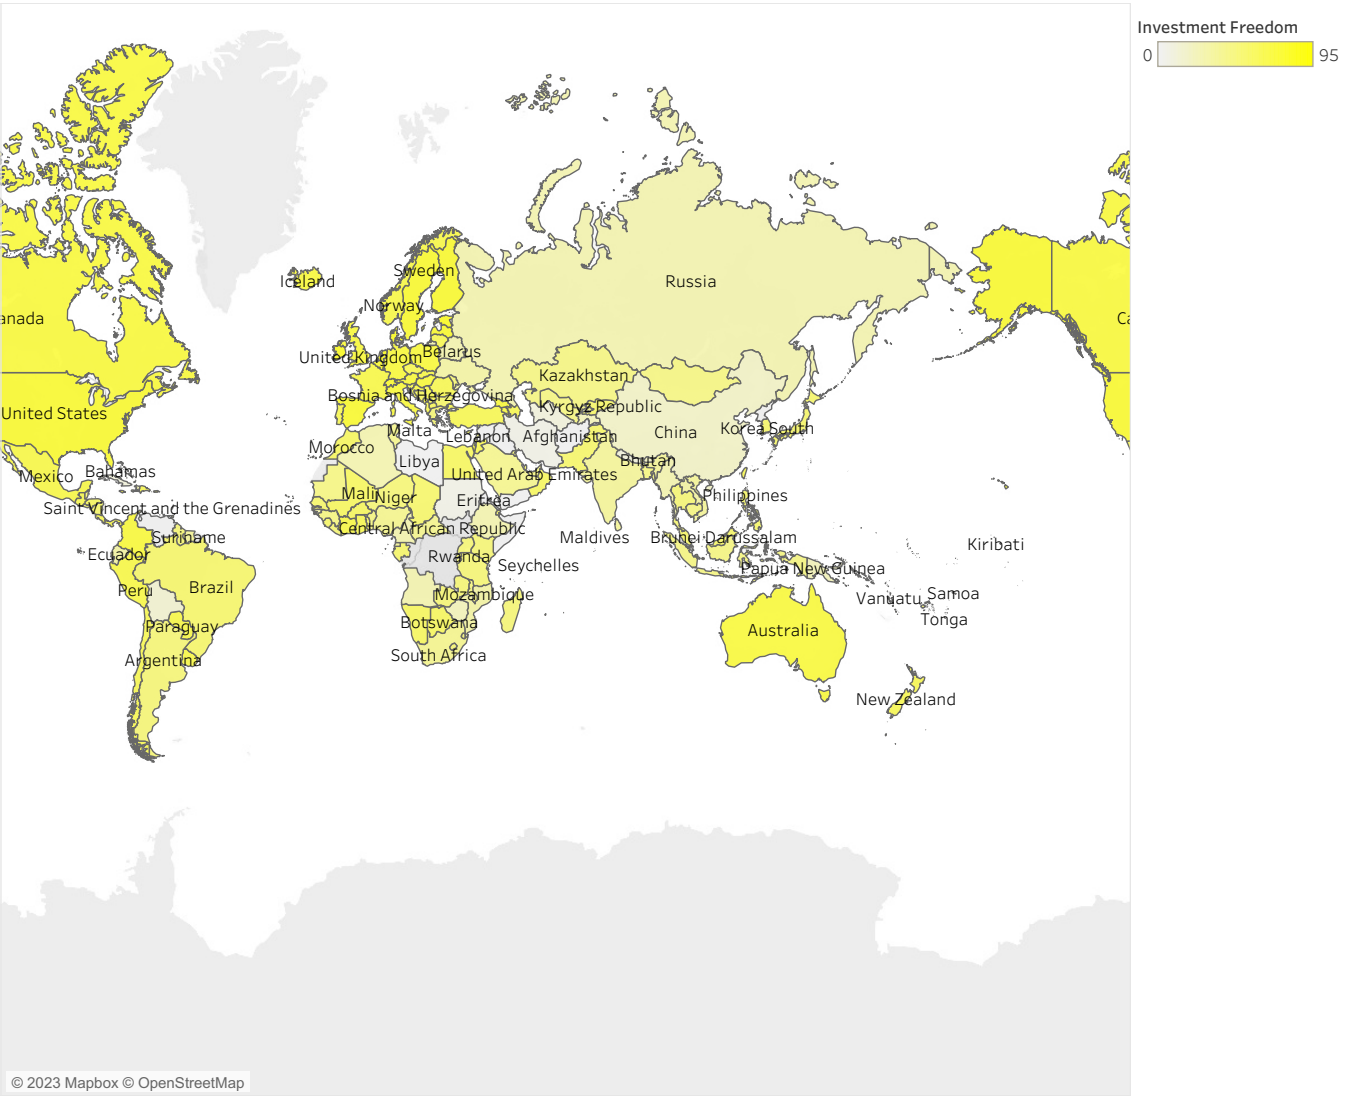 Investment Freedom
0 95
Sweden
Iceland
Russia
Norway
anada
Ca
United Kingdom
Belarus
Kazakhstan
Bosnia and Herzegovina
Kyrgyz Republic
United States
Malta
Lebanon
Afghanistan
China
Korea South
Morocco
Libya
Bhutan
Mexico
Bahamas
United Arab Emirates
Mali
Niger
Eritrea
Philippines
Saint Vincent and the Grenadines
Central African Republic
Suriname
Maldives
Brunei Darussalam
Kiribati
Ecuador
Rwanda
Seychelles
Papua New Guinea
Peru
Brazil
Mozambique
Vanuatu
Samoa
Tonga
Botswana
Paraguay
Australia
Argentina
South Africa
New Zealand
© 2023 Mapbox © OpenStreetMap